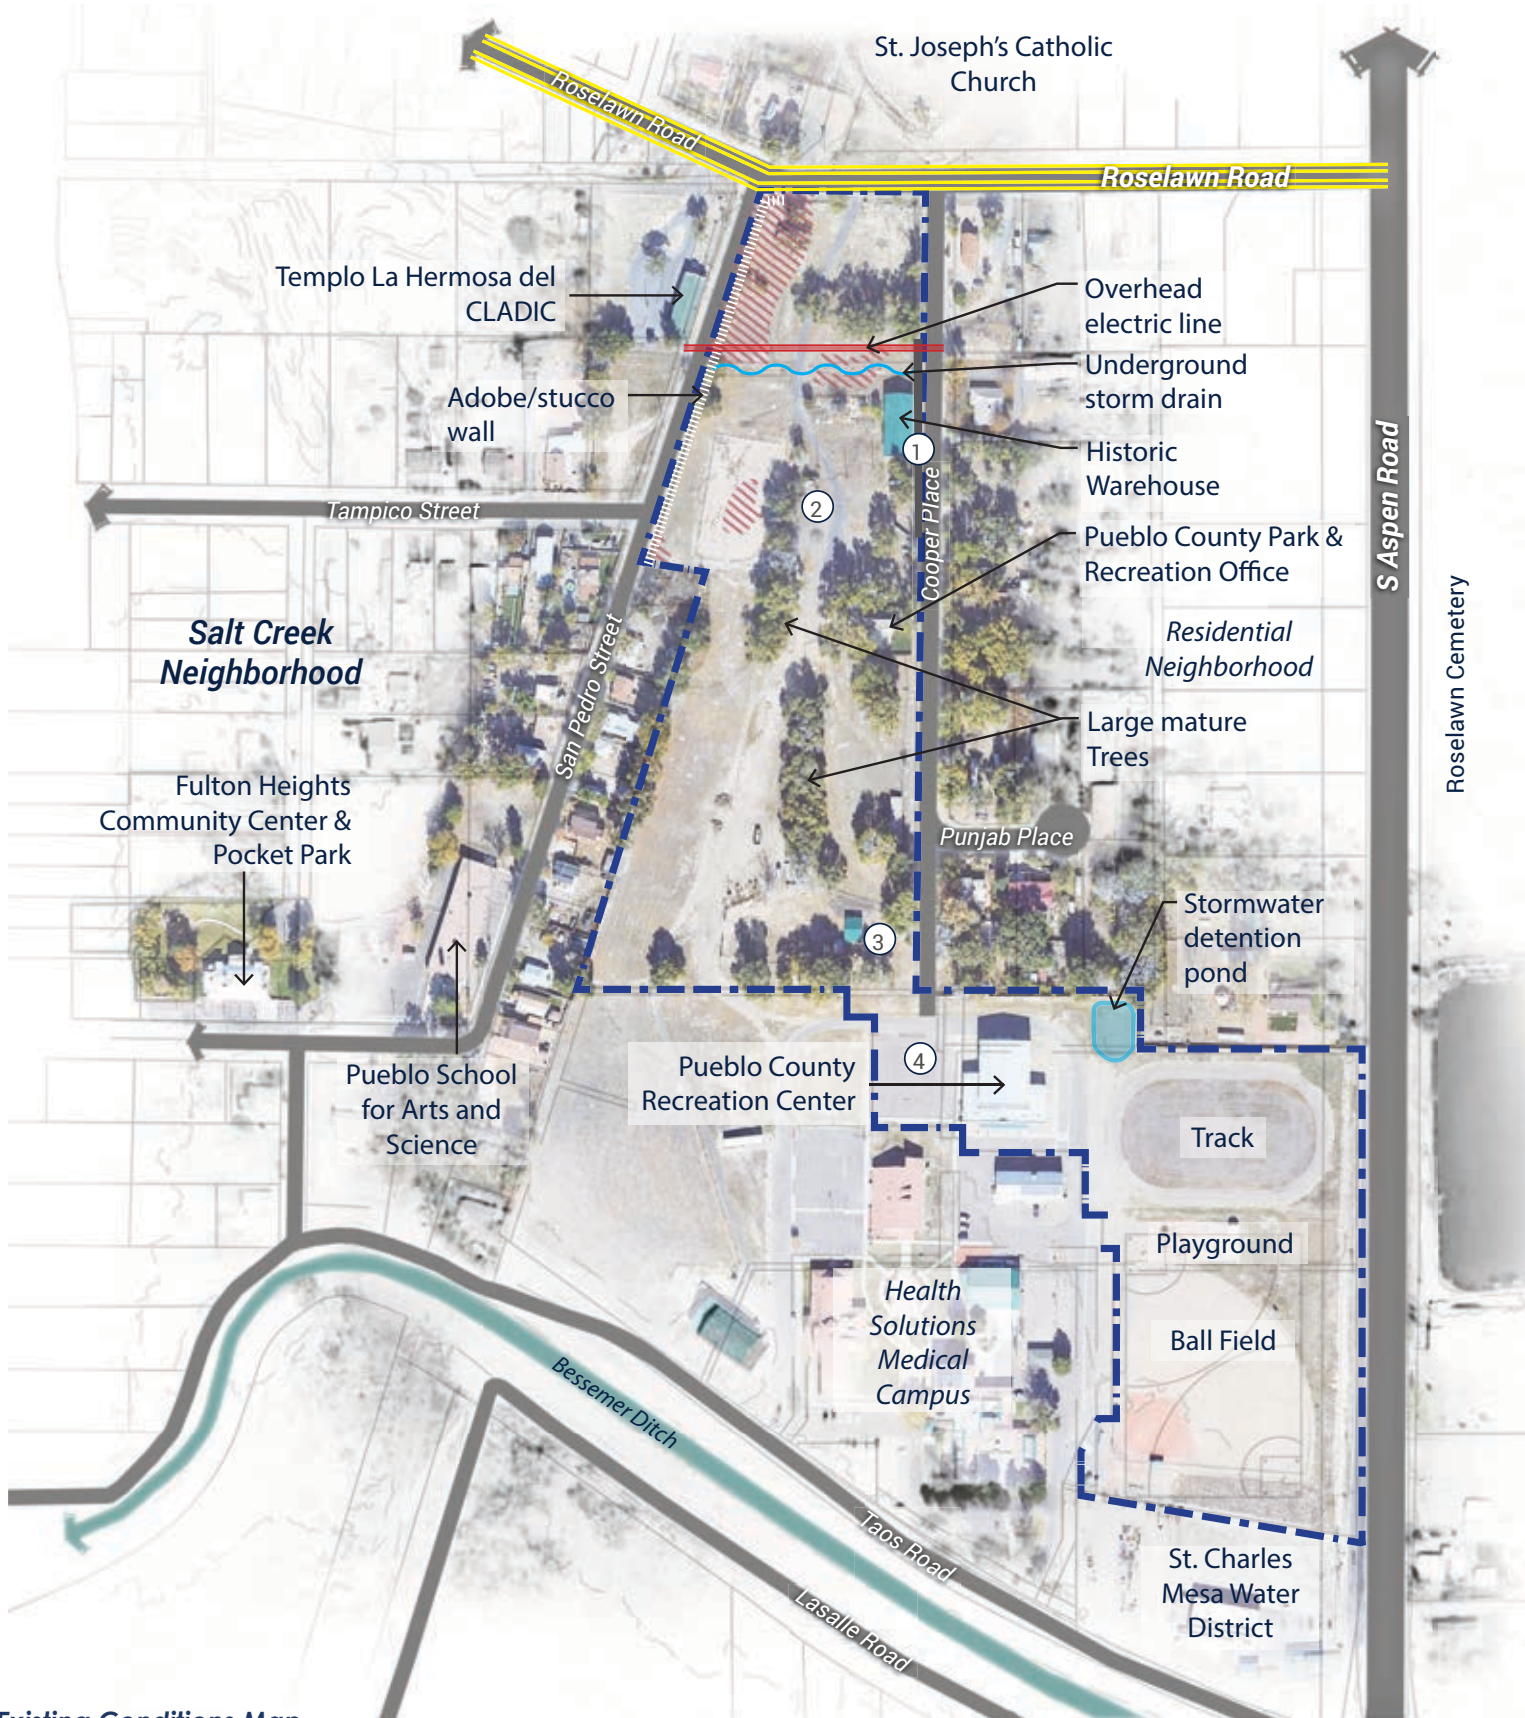 St. Joseph's Catholic
Church
Roselawn Road
Roselawn Road
Templo La Hermosa del
CLADIC
Overhead
electric line
Underground
storm drain
Adobe/stucco
wall
Historic
Warehouse
1
2
Tampico Street
Cooper Place
S Aspen Road
Pueblo County Park &
Recreation Office
Salt Creek
Neighborhood
Residential
Neighborhood
Roselawn Cemetery
San Pedro Street
Large mature
Trees
Fulton Heights
Community Center &
Pocket Park
Punjab Place
Stormwater
detention
pond
3
Pueblo School
for Arts and
Science
Pueblo County
Recreation Center
4
Track
Playground
Health
Solutions
Medical
Campus
Ball Field
Bessemer Ditch
Taos Road
Lasalle Road
St. Charles
Mesa Water
District
Existing Conditions Map